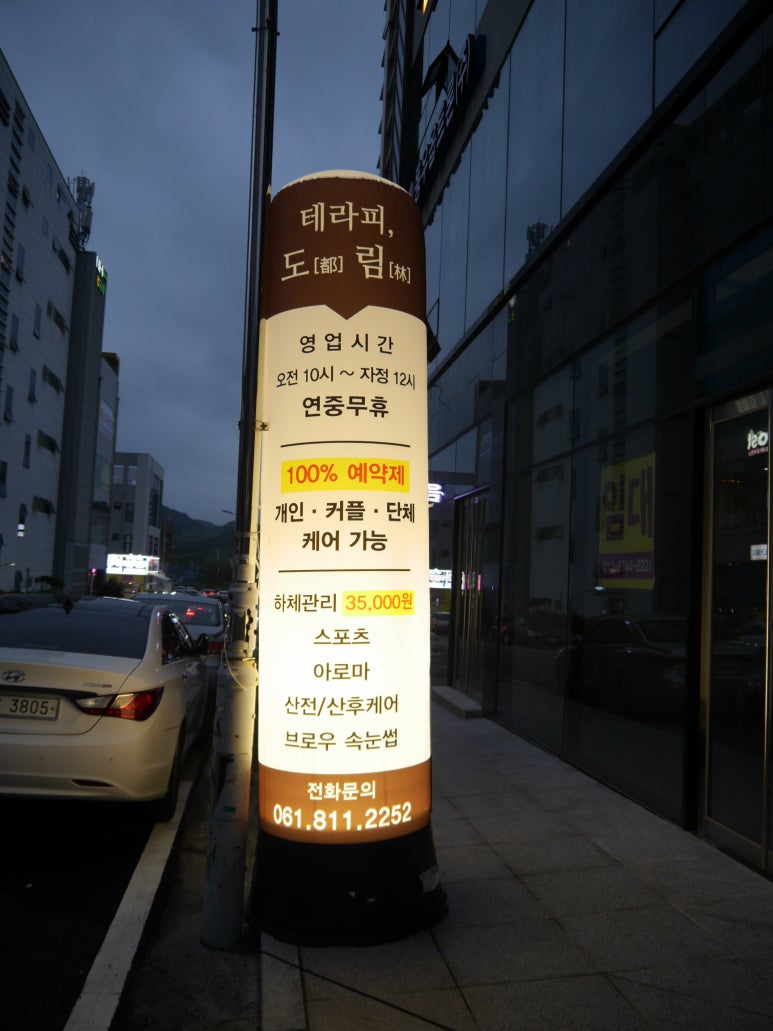 테라피,
도[都] 림[林]
영업시간
오전 10시 ~ 자정 12시
연중무휴
100% 예약제
개인 · 커플 · 단체
케어 가능
하체관리 35,000원
스포츠
아로마
산전/산후케어
브로우 속눈썹
전화문의
061.811.2252
3805
임대